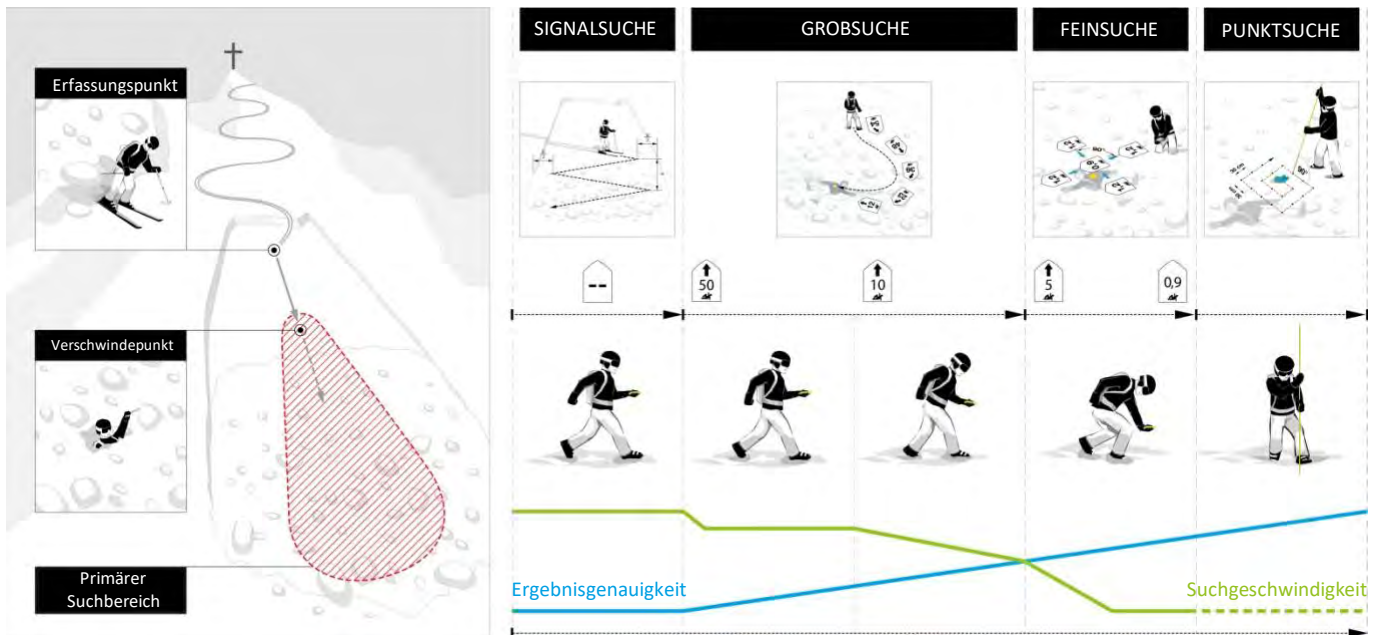 Erfassungspunkt
Verschwindepunkt
Primärer
Suchbereich
SIGNALSUCHE
GROBSUCHE
FEINSUCHE
PUNKTSUCHE
--
50
10
5
0,9
Ergebnisgenauigkeit
Suchgeschwindigkeit